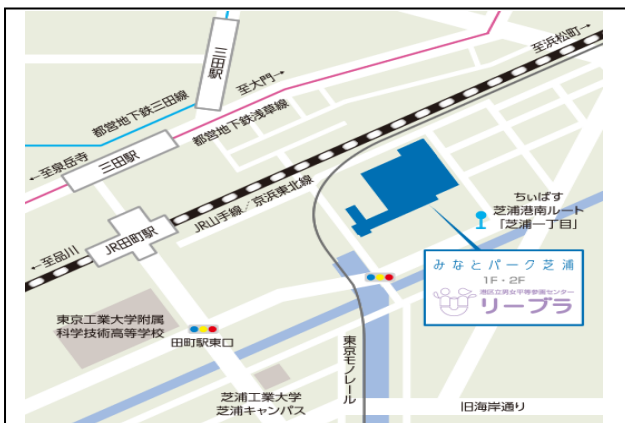 三田駅
至浜松町→
至大門→
都営地下鉄三田線
都営地下鉄浅草線
←至泉岳寺
三田駅
JR山手線/京浜東北線
JR田町駅
←至品川
ちぃばす
芝浦港南ルート
「芝浦一丁目」
みなとパーク芝浦
1F・2F
港区立男女平等参画センター
リーブラ
東京工業大学附属
科学技術高等学校
田町駅東口
東京モノレール
芝浦工業大学
芝浦キャンパス
旧海岸通り